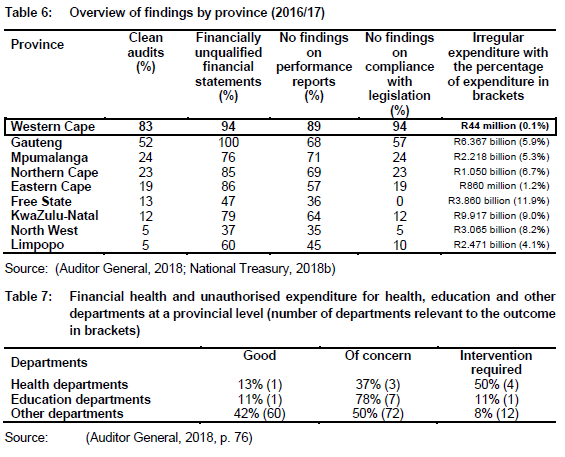 Table 6: Overview of findings by province (2016/17)
Province Clean audits (%) Financially unqualified financial statements (%) No findings on performance reports (%) No findings on compliance with legislation (%) Irregular expenditure with the percentage of expenditure in brackets
Western Cape 83 94 89 94 R44 million (0.1%)
Gauteng 52 100 68 57 R6.367 billion (5.9%)
Mpumalanga 24 76 71 24 R2.218 billion (5.3%)
Northern Cape 23 85 69 23 R1.050 billion (6.7%)
Eastern Cape 19 86 57 19 R860 million (1.2%)
Free State 13 47 36 0 R3.860 billion (11.9%)
KwaZulu-Natal 12 79 64 12 R9.917 billion (9.0%)
North West 5 37 35 5 R3.065 billion (8.2%)
Limpopo 5 60 45 10 R2.471 billion (4.1%)
Source: (Auditor General, 2018; National Treasury, 2018b)
Table 7: Financial health and unauthorised expenditure for health, education and other
departments at a provincial level (number of departments relevant to the outcome
in brackets)
Departments Good Of concern Intervention required
Health departments 13% (1) 37% (3) 50% (4)
Education departments 11% (1) 78% (7) 11% (1)
Other departments 42% (60) 50% (72) 8% (12)
Source: (Auditor General, 2018, p. 76)